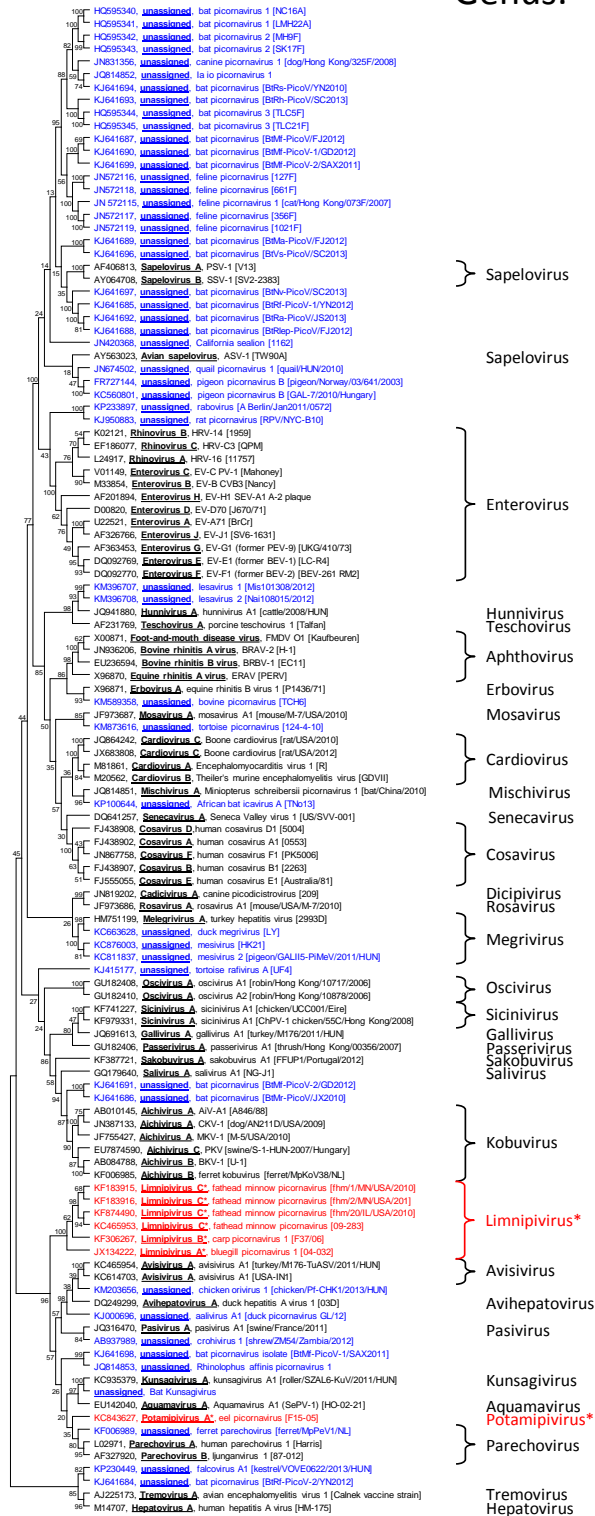 Genus:
HQ595340, unassigned, bat picornavirus 1 [NC16A]
HQ595341, unassigned, bat picornavirus 1 [LMH22A]
HQ595342, unassigned, bat picornavirus 2 [MH9F]
HQ595343, unassigned, bat picornavirus 2 [SK17F]
JN831356, unassigned, canine picornavirus 1 [dog/Hong Kong/325F/2008]
JQ814852, unassigned, Ia io picornavirus 1
KJ641694, unassigned, bat picornavirus [BtRs-PicoV/YN2010]
KJ641693, unassigned, bat picornavirus [BtRh-PicoV/SC2013]
HQ595344, unassigned, bat picornavirus 3 [TLC5F]
HQ595345, unassigned, bat picornavirus 3 [TLC21F]
KJ641687, unassigned, bat picornavirus [BtMf-PicoV/FJ2012]
KJ641690, unassigned, bat picornavirus [BtMf-PicoV-1/GD2012]
KJ641699, unassigned, bat picornavirus [BtMf-PicoV-2/SAX2011]
JN572116, unassigned, feline picornavirus [127F]
JN572118, unassigned, feline picornavirus [661F]
JN 572115, unassigned, feline picornavirus 1 [cat/Hong Kong/073F/2007]
JN572117, unassigned, feline picornavirus [356F]
JN572119, unassigned, feline picornavirus [1021F]
KJ641689, unassigned, bat picornavirus [BtMa-PicoV/FJ2012]
KJ641696, unassigned, bat picornavirus [BtVs-PicoV/SC2013]
AF406813, Sapelovirus A, PSV-1 [V13]
AY064708, Sapelovirus B, SSV-1 [SV2-2383]
KJ641697, unassigned, bat picornavirus [BtNv-PicoV/SC2013]
KJ641685, unassigned, bat picornavirus [BtRf-PicoV-1/YN2012]
KJ641692, unassigned, bat picornavirus [BtRa-PicoV/JS2013]
KJ641688, unassigned, bat picornavirus [BtRlep-PicoV/FJ2012]
JN420368, unassigned, California sealion [1162]
AY563023, Avian sapelovirus, ASV-1 [TW90A]
JN674502, unassigned, quail picornavirus 1 [quail/HUN/2010]
FR727144, unassigned, pigeon picornavirus B [pigeon/Norway/03/641/2003]
KC560801, unassigned, pigeon picornavirus B [GAL-7/2010/Hungary]
KP233897, unassigned, rabovirus [A Berlin/Jan2011/0572]
KJ950883, unassigned, rat picornavirus [RPV/NYC-B10]
K02121, Rhinovirus B, HRV-14 [1959]
EF186077, Rhinovirus C, HRV-C3 [QPM]
L24917, Rhinovirus A, HRV-16 [11757]
V01149, Enterovirus C, EV-C PV-1 [Mahoney]
M33854, Enterovirus B, EV-B CVB3 [Nancy]
AF201894, Enterovirus H, EV-H1 SEV-A1 A-2 plaque
D00820, Enterovirus D, EV-D70 [J670/71]
U22521, Enterovirus A, EV-A71 [BrCr]
AF326766, Enterovirus J, EV-J1 [SV6-1631]
AF363453, Enterovirus G, EV-G1 (former PEV-9) [UKG/410/73]
DQ092769, Enterovirus E, EV-E1 (former BEV-1) [LC-R4]
DQ092770, Enterovirus F, EV-F1 (former BEV-2) [BEV-261 RM2]
KM396707, unassigned, lesavirus 1 [Mis101308/2012]
KM396708, unassigned, lesavirus 2 [Nai108015/2012]
JQ941880, Hunnivirus A, hunnivirus A1 [cattle/2008/HUN]
AF231769, Teschovirus A, porcine teschovirus 1 [Talfan]
X00871, Foot-and-mouth disease virus, FMDV O1 [Kaufbeuren]
JN936206, Bovine rhinitis A virus, BRAV-2 [H-1]
EU236594, Bovine rhinitis B virus, BRBV-1 [EC11]
X96870, Equine rhinitis A virus, ERAV [PERV]
X96871, Erbovirus A, equine rhinitis B virus 1 [P1436/71]
KM589358, unassigned, bovine picornavirus [TCH6]
JF973687, Mosavirus A, mosavirus A1 [mouse/M-7/USA/2010]
KM873616, unassigned, tortoise picornavirus [124-4-10]
JQ864242, Cardiovirus C, Boone cardiovirus [rat/USA/2010]
JX683808, Cardiovirus C, Boone cardiovirus [rat/USA/2012]
M81861, Cardiovirus A, Encephalomyocarditis virus 1 [R]
M20562, Cardiovirus B, Theiler's murine encephalomyelitis virus [GDVII]
JQ814851, Mischivirus A, Miniopterus schreibersii picornavirus 1 [bat/China/2010]
KP100644, unassigned, African bat icavirus A [TNo13]
DQ641257, Senecavirus A, Seneca Valley virus 1 [US/SVV-001]
FJ438908, Cosavirus D,human cosavirus D1 [5004]
FJ438902, Cosavirus A, human cosavirus A1 [0553]
JN867758, Cosavirus F, human cosavirus F1 [PK5006]
FJ438907, Cosavirus B, human cosavirus B1 [2263]
FJ555055, Cosavirus E, human cosavirus E1 [Australia/81]
JN819202, Cadicivirus A, canine picodicistrovirus [209]
JF973686, Rosavirus A, rosavirus A1 [mouse/USA/M-7/2010]
HM751199, Melegrivirus A, turkey hepatitis virus [2993D]
KC663628, unassigned, duck megrivirus [LY]
KC876003, unassigned, mesivirus [HK21]
KC811837, unassigned, mesivirus 2 [pigeon/GALII5-PiMeV/2011/HUN]
KJ415177, unassigned, tortoise rafivirus A [UF4]
GU182408, Oscivirus A, oscivirus A1 [robin/Hong Kong/10717/2006]
GU182410, Oscivirus A, oscivirus A2 [robin/Hong Kong/10878/2006]
KF741227, Sicinivirus A, sicinivirus A1 [chicken/UCC001/Eire]
KF979331, Sicinivirus A, sicinivirus A1 [ChPV-1 chicken/55C/Hong Kong/2008]
JQ691613, Gallivirus A, gallivirus A1 [turkey/M176/2011/HUN]
GU182406, Passerivirus A, passerivirus A1 [thrush/Hong Kong/00356/2007]
KF387721, Sakobuvirus A, sakobuvirus A1 [FFUP1/Portugal/2012]
GQ179640, Salivirus A, salivirus A1 [NG-J1]
KJ641691, unassigned, bat picornavirus [BtMf-PicoV-2/GD2012]
KJ641686, unassigned, bat picornavirus [BtMr-PicoV/JX2010]
AB010145, Aichivirus A, AiV-A1 [A846/88]
JN387133, Aichivirus A, CKV-1 [dog/AN211D/USA/2009]
JF755427, Aichivirus A, MKV-1 [M-5/USA/2010]
EU7874590, Aichivirus C, PKV [swine/S-1-HUN-2007/Hungary]
AB084788, Aichivirus B, BKV-1 [U-1]
KF006985, Aichivirus B, ferret kobuvirus [ferret/MpKoV38/NL]
KF183915, Limnipivirus C*, fathead minnow picornavirus [fhm/1/MN/USA/2010]
KF183916, Limnipivirus C*, fathead minnow picornavirus [fhm/2/MN/USA/201]
KF874490, Limnipivirus C*, fathead minnow picornavirus [fhm/20/IL/USA/2010]
KC465953, Limnipivirus C*, fathead minnow picornavirus [09-283]
KF306267, Limnipivirus B*, carp picornavirus 1 [F37/06]
JX134222, Limnipivirus A*, bluegill picornavirus 1 [04-032]
KC465954, Avisivirus A, avisivirus A1 [turkey/M176-TuASV/2011/HUN]
KC614703, Avisivirus A, avisivirus A1 [USA-IN1]
KM203656, unassigned, chicken orivirus 1 [chicken/Pf-CHK1/2013/HUN]
DQ249299, Avihepatovirus A, duck hepatitis A virus 1 [03D]
KJ000696, unassigned, aalivirus A1 [duck picornavirus GL/12]
JQ316470, Pasivirus A, pasivirus A1 [swine/France/2011]
AB937989, unassigned, crohivirus 1 [shrew/ZM54/Zambia/2012]
KJ641698, unassigned, bat picornavirus isolate [BtMf-PicoV-1/SAX2011]
JQ814853, unassigned, Rhinolophus affinis picornavirus 1
KC935379, Kunsagivirus A, kunsagivirus A1 [roller/SZAL6-KuV/2011/HUN]
unassigned, Bat Kunsagivirus
EU142040, Aquamavirus A, Aquamavirus A1 (SePV-1) [HO-02-21]
KC843627, Potamipivirus A*, eel picornavirus [F15-05]
KF006989, unassigned, ferret parechovirus [ferret/MpPeV1/NL]
L02971, Parechovirus A, human parechovirus 1 [Harris]
AF327920, Parechovirus B, ljunganvirus 1 [87-012]
KP230449, unassigned, falcovirus A1 [kestrel/VOVE0622/2013/HUN]
KJ641684, unassigned, bat picornavirus [BtRf-PicoV-2/YN2012]
AJ225173, Tremovirus A, avian encephalomyelitis virus 1 [Calnek vaccine strain]
M14707, Hepatovirus A, human hepatitis A virus [HM-175]
Sapelovirus
Sapelovirus
Enterovirus
Hunnivirus
Teschovirus
Aphthovirus
Erbovirus
Mosavirus
Cardiovirus
Mischivirus
Senecavirus
Cosavirus
Dicipivirus
Rosavirus
Megrivirus
Oscivirus
Sicinivirus
Gallivirus
Passerivirus
Sakobuvirus
Salivirus
Kobuvirus
Limnipivirus*
Avisivirus
Avihepatovirus
Pasivirus
Kunsagivirus
Aquamavirus
Potamipivirus*
Parechovirus
Tremovirus
Hepatovirus